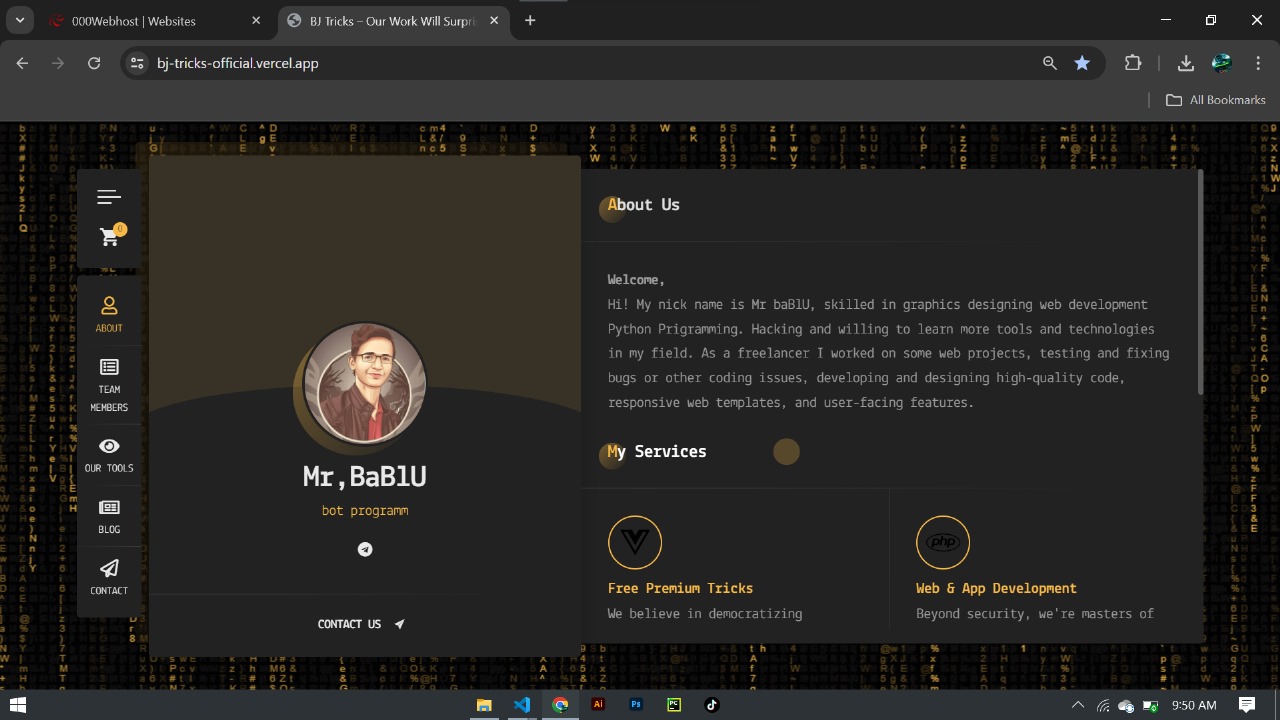 000Webhost | Websites
BJ Tricks – Our Work Will Surpri
bj-tricks-official.vercel.app
All Bookmarks
0
ABOUT
TEAM
MEMBERS
OUR TOOLS
BLOG
CONTACT
Mr,BaBlU
bot programm
CONTACT US
About Us
Welcome,
Hi! My nick name is Mr baBlU, skilled in graphics designing web development
Python Prigramming. Hacking and willing to learn more tools and technologies
in my field. As a freelancer I worked on some web projects, testing and fixing
bugs or other coding issues, developing and designing high-quality code,
responsive web templates, and user-facing features.
My Services
Free Premium Tricks
We believe in democratizing
php
Web & App Development
Beyond security, we're masters of
Ai
Ps
PC
9:50 AM